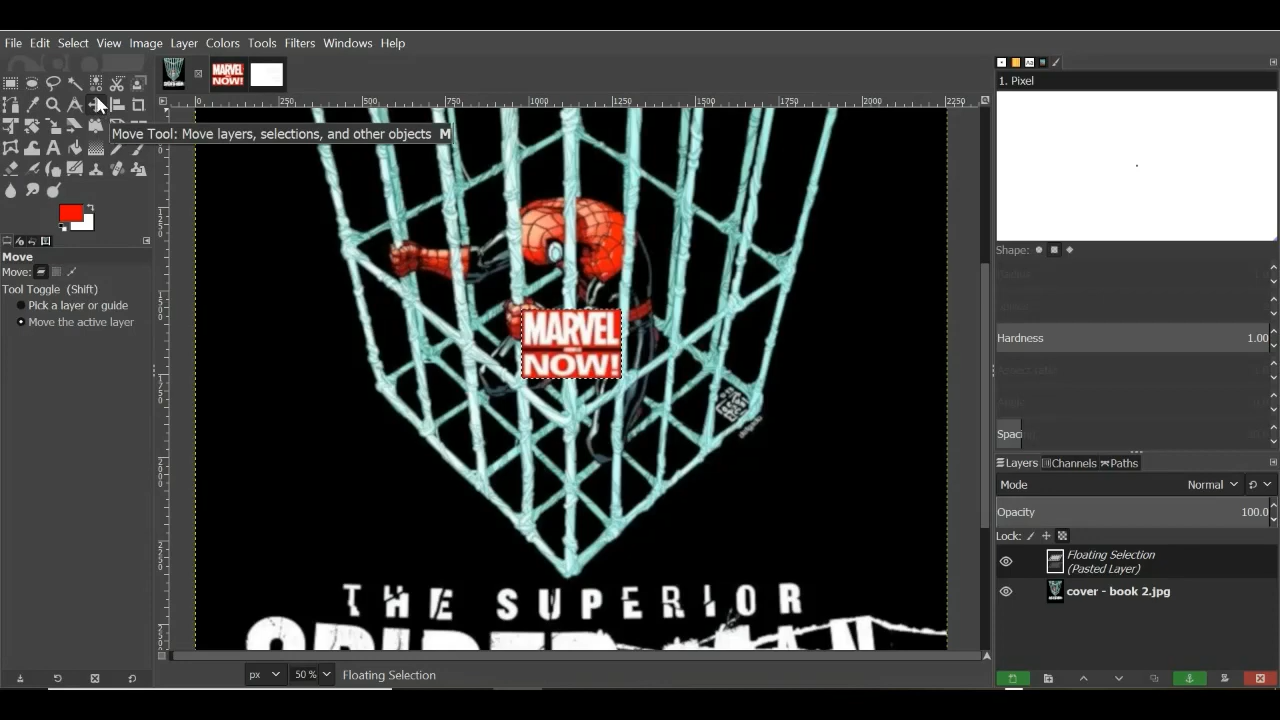 File Edit Select View Image Layer Colors Tools Filters Windows Help
MARVEL
NOW!
1. Pixel
0 250 500 750 1000 1250 1500 1750 2000 2250
Move Tool: Move layers, selections, and other objects M
Move
Move:
Tool Toggle (Shift)
Pick a layer or guide
Move the active layer
Shape:
Hardness 1.00
MARVEL
NOW!
Spaci
Layers Channels Paths
Mode Normal
Opacity 100.0
Lock:
Floating Selection
(Pasted Layer)
cover - book 2.jpg
THE SUPERIOR
SPIDER-MAN
px 50 % Floating Selection